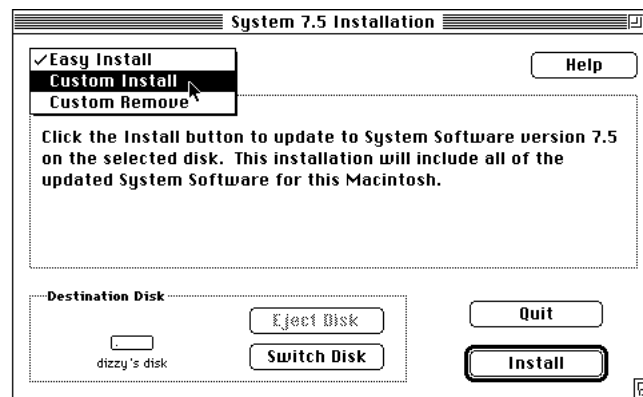 System 7.5 Installation
✓Easy Install
Custom Install
Custom Remove
Help
Click the Install button to update to System Software version 7.5
on the selected disk. This installation will include all of the
updated System Software for this Macintosh.
Destination Disk
dizzy's disk
Eject Disk
Switch Disk
Quit
Install